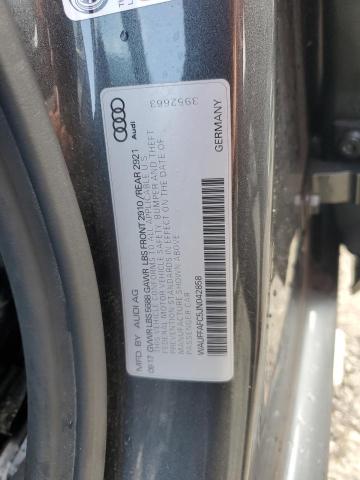 3952663
Audi
GERMANY
MFD. BY AUDI AG
08·17 GVWR LBS 5688 GAWR LBS FRONT 2910 / REAR 2921
THIS VEHICLE CONFORMS TO ALL APPLICABLE U.S.
FEDERAL MOTOR VEHICLE SAFETY, BUMPER AND THEFT
PREVENTION STANDARDS IN EFFECT ON THE DATE OF
MANUFACTURE SHOWN ABOVE.
PASSENGER CAR
WAUFFAFC5JN042858